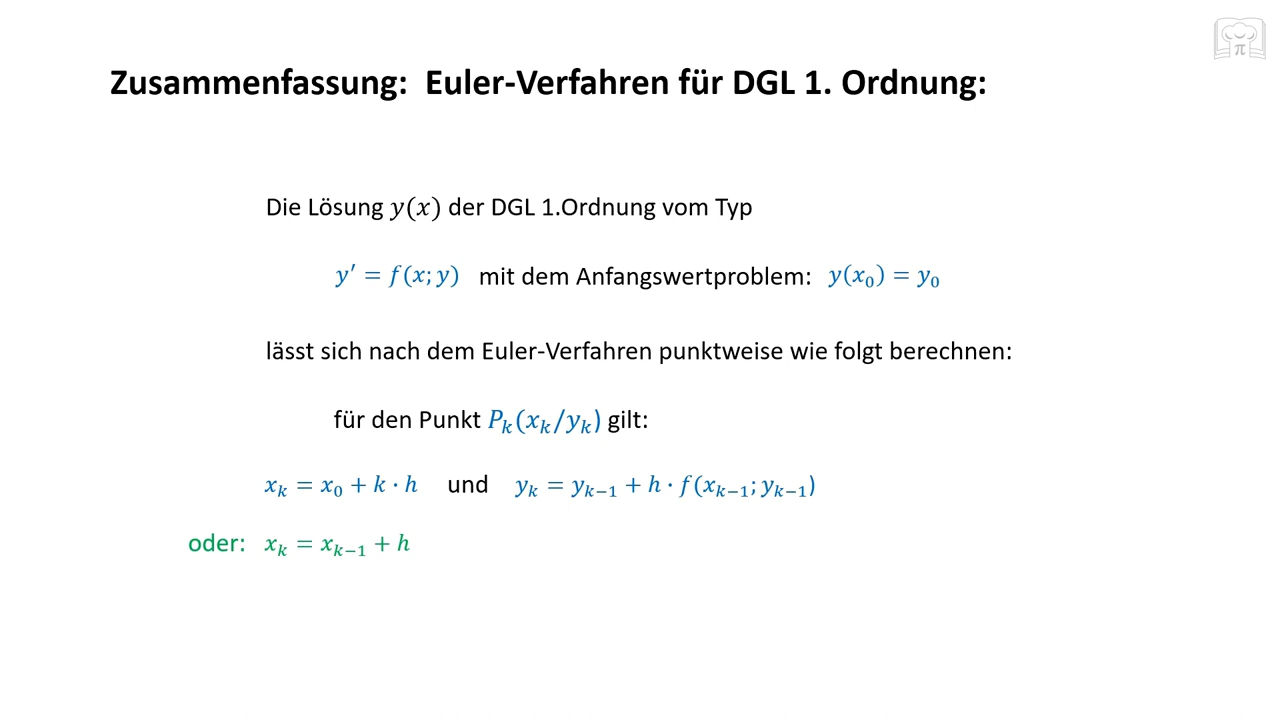 Zusammenfassung: Euler-Verfahren für DGL 1. Ordnung:
Die Lösung y(x) der DGL 1.Ordnung vom Typ
y′ = f(x; y) mit dem Anfangswertproblem: y(x₀) = y₀
lässt sich nach dem Euler-Verfahren punktweise wie folgt berechnen:
für den Punkt Pₖ(xₖ/yₖ) gilt:
xₖ = x₀ + k · h und yₖ = yₖ₋₁ + h · f(xₖ₋₁; yₖ₋₁)
oder: xₖ = xₖ₋₁ + h
π